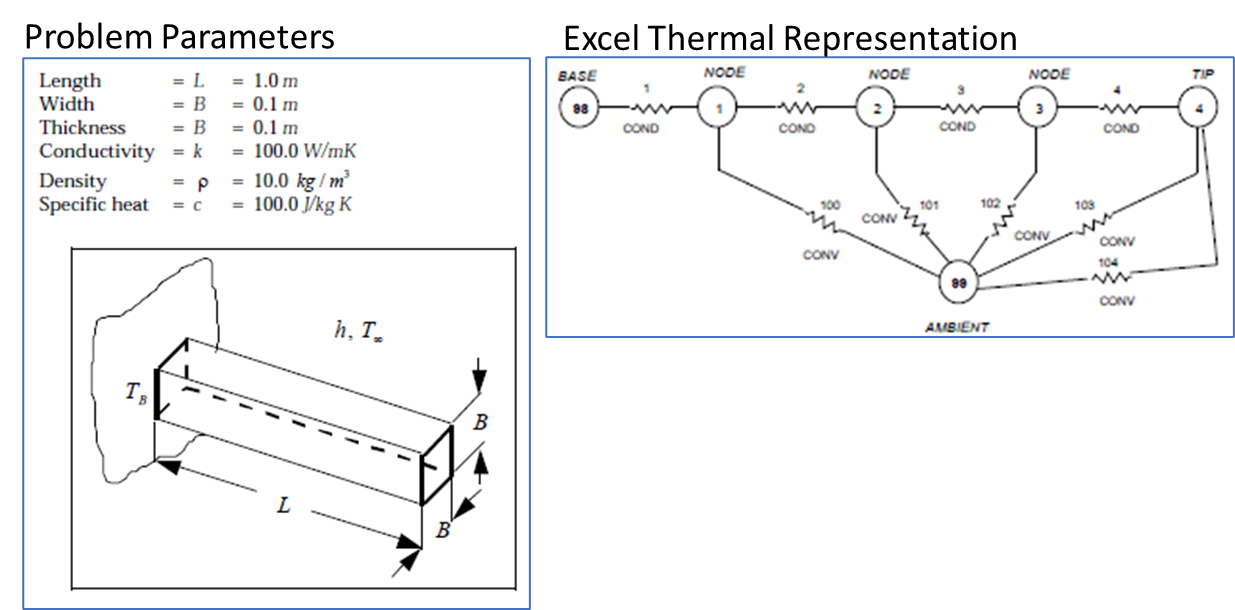 Problem Parameters
Length = L = 1.0 m
Width = B = 0.1 m
Thickness = B = 0.1 m
Conductivity = k = 100.0 W/mK
Density = ρ = 10.0 kg / m³
Specific heat = c = 100.0 J/kg K
h, T∞
T_B
B
L
B
Excel Thermal Representation
BASE NODE NODE NODE TIP
1 2 3 4
98 1 2 3 4
COND COND COND COND
100 101 102 103
CONV CONV CONV CONV
104
99
CONV
AMBIENT